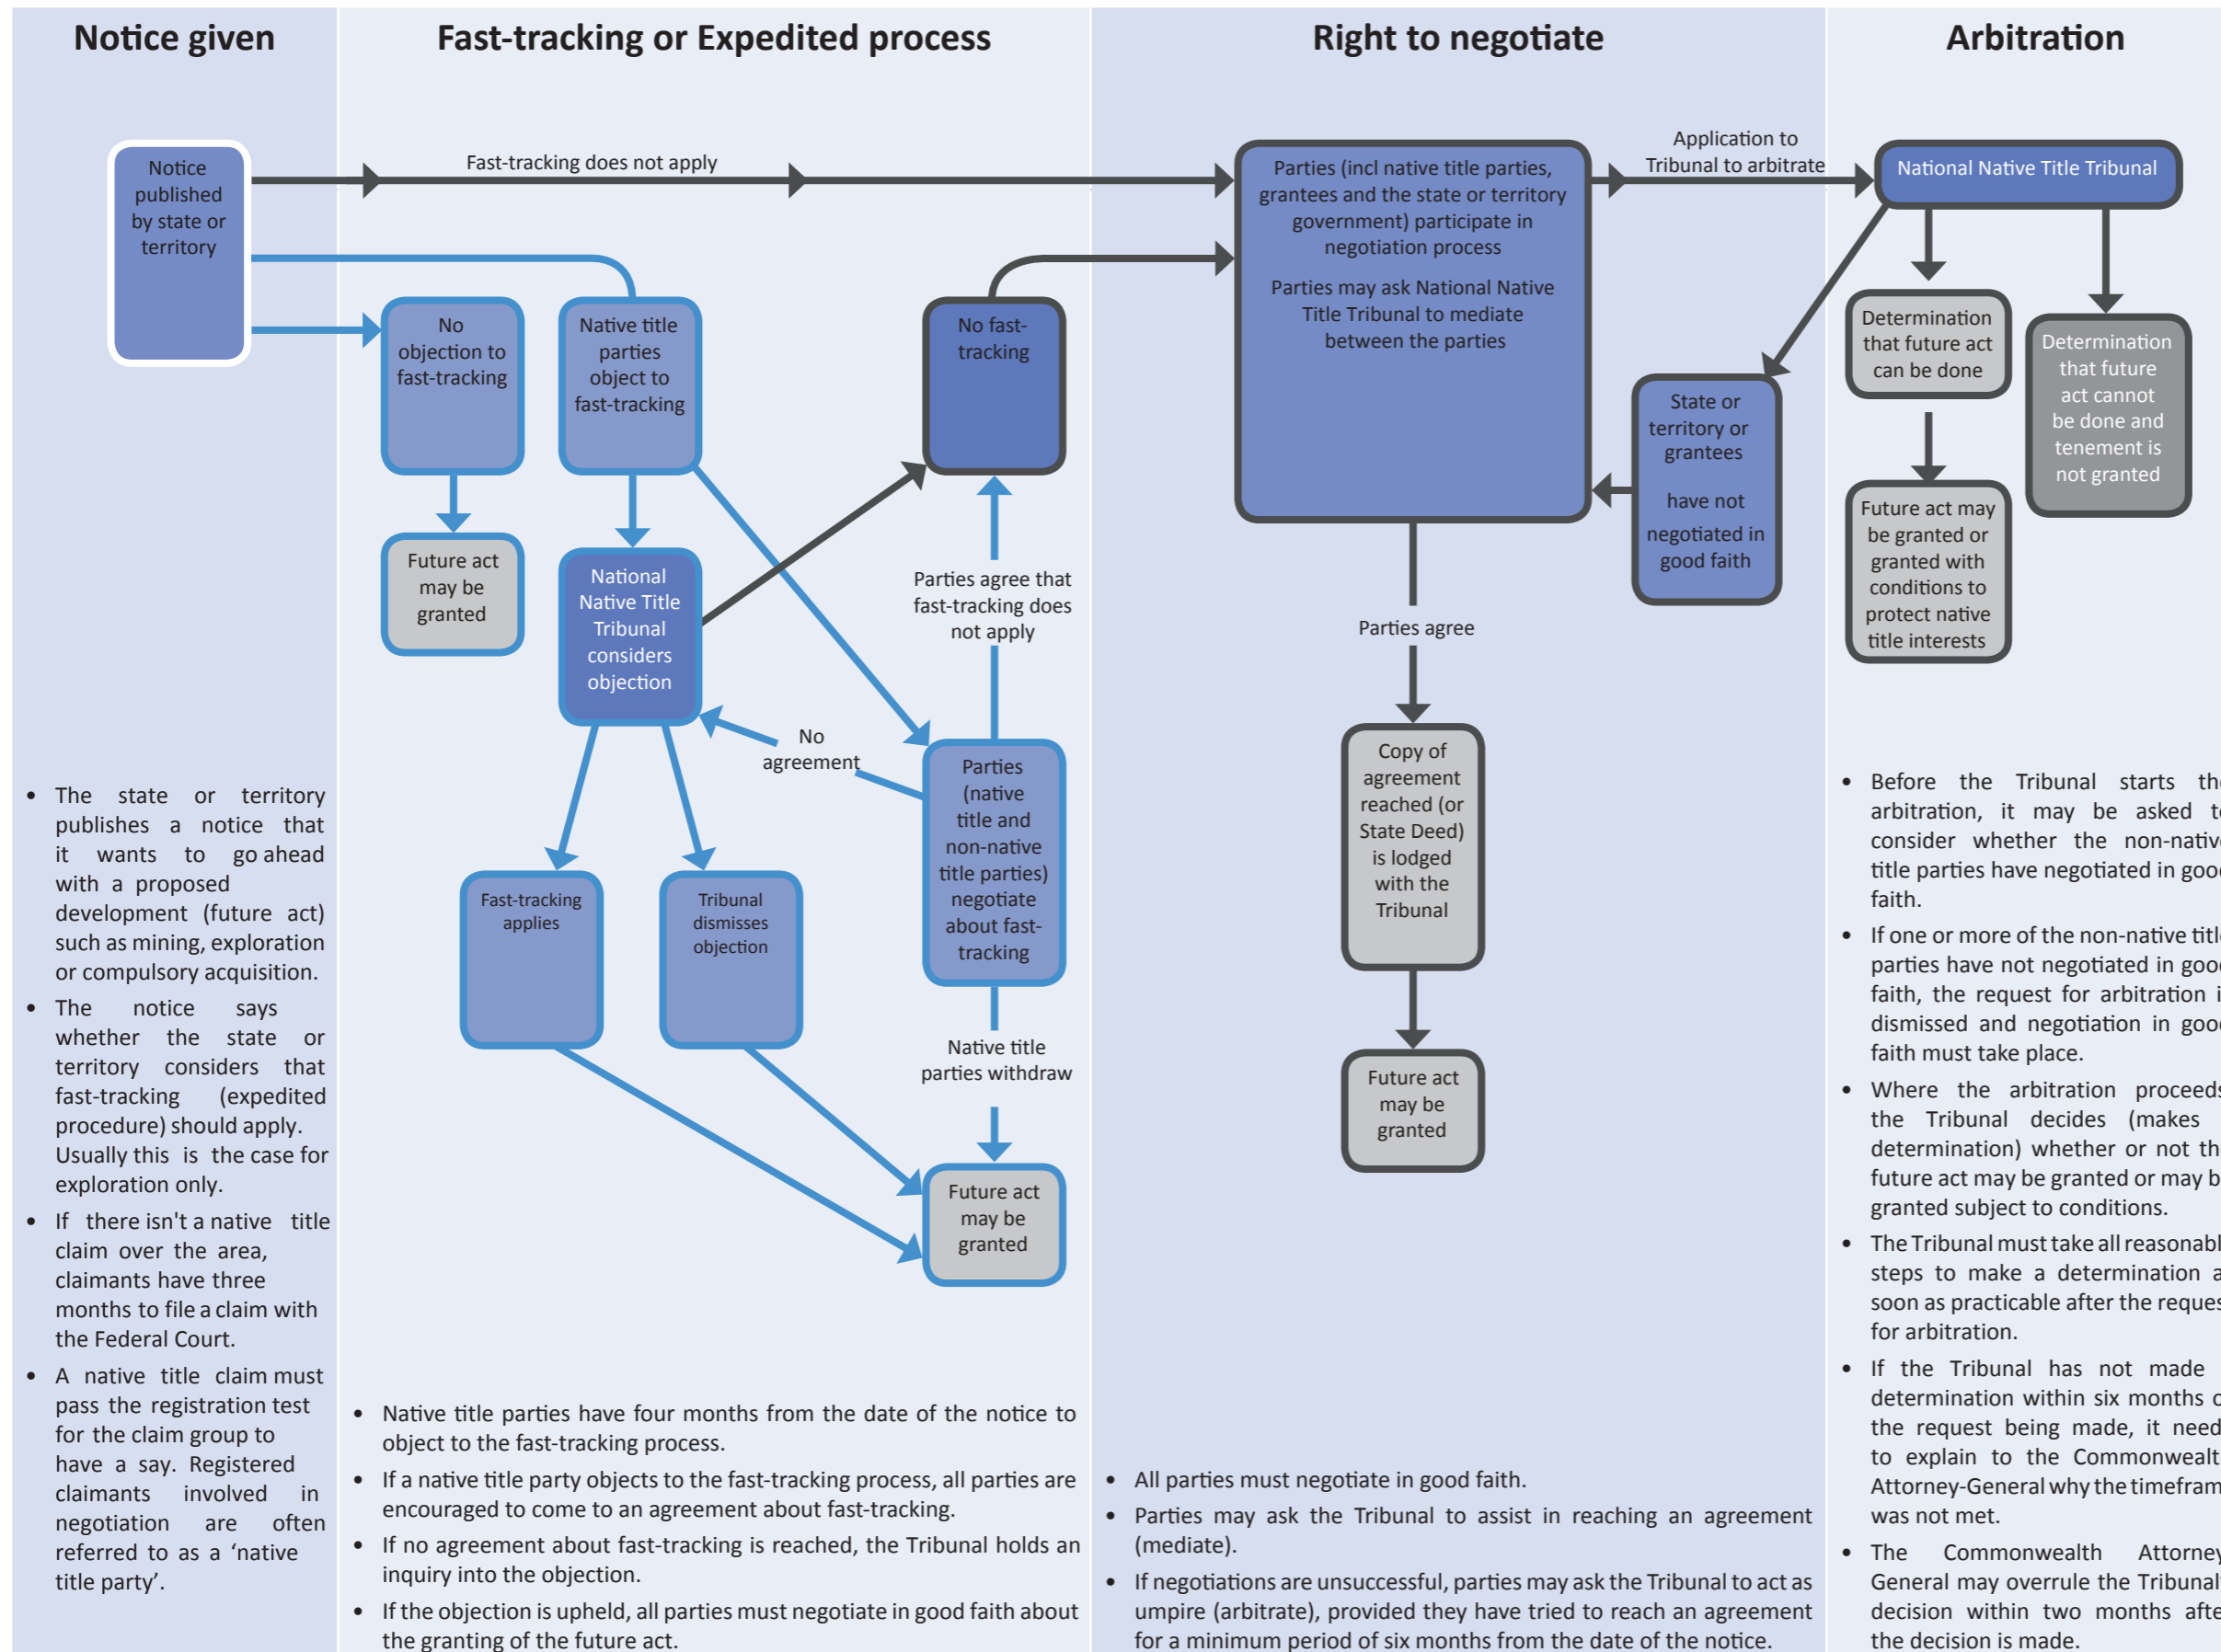 Notice given
Fast-tracking or Expedited process
Right to negotiate
Arbitration
Notice
published
by state or
territory
Fast-tracking does not apply
No
objection to
fast-tracking
Native title
parties
object to
fast-tracking
No fast-
tracking
Future act
may be
granted
National
Native Title
Tribunal
considers
objection
Parties agree that
fast-tracking does
not apply
No
agreement
Parties
(native
title and
non-native
title parties)
negotiate
about fast-
tracking
Fast-tracking
applies
Tribunal
dismisses
objection
Native title
parties withdraw
Future act
may be
granted
Parties (incl native title parties,
grantees and the state or territory
government) participate in
negotiation process
Parties may ask National Native
Title Tribunal to mediate
between the parties
Application to
Tribunal to arbitrate
State or
territory or
grantees
have not
negotiated in
good faith
Parties agree
Copy of
agreement
reached (or
State Deed)
is lodged
with the
Tribunal
Future act
may be
granted
National Native Title Tribunal
Determination
that future act
can be done
Determination
that future
act cannot
be done and
tenement is
not granted
Future act may
be granted or
granted with
conditions to
protect native
title interests
• The state or territory
publishes a notice that
it wants to go ahead
with a proposed
development (future act)
such as mining, exploration
or compulsory acquisition.
• The notice says
whether the state or
territory considers that
fast-tracking (expedited
procedure) should apply.
Usually this is the case for
exploration only.
• If there isn't a native title
claim over the area,
claimants have three
months to file a claim with
the Federal Court.
• A native title claim must
pass the registration test
for the claim group to
have a say. Registered
claimants involved in
negotiation are often
referred to as a ‘native
title party’.
• Native title parties have four months from the date of the notice to
object to the fast-tracking process.
• If a native title party objects to the fast-tracking process, all parties are
encouraged to come to an agreement about fast-tracking.
• If no agreement about fast-tracking is reached, the Tribunal holds an
inquiry into the objection.
• If the objection is upheld, all parties must negotiate in good faith about
the granting of the future act.
• All parties must negotiate in good faith.
• Parties may ask the Tribunal to assist in reaching an agreement
(mediate).
• If negotiations are unsuccessful, parties may ask the Tribunal to act as
umpire (arbitrate), provided they have tried to reach an agreement
for a minimum period of six months from the date of the notice.
• Before the Tribunal starts the
arbitration, it may be asked to
consider whether the non-native
title parties have negotiated in good
faith.
• If one or more of the non-native title
parties have not negotiated in good
faith, the request for arbitration i
dismissed and negotiation in good
faith must take place.
• Where the arbitration proceeds
the Tribunal decides (makes
determination) whether or not th
future act may be granted or may b
granted subject to conditions.
• The Tribunal must take all reasonabl
steps to make a determination a
soon as practicable after the reques
for arbitration.
• If the Tribunal has not made
determination within six months o
the request being made, it need
to explain to the Commonwealt
Attorney-General why the timefram
was not met.
• The Commonwealth Attorney
General may overrule the Tribunal'
decision within two months afte
the decision is made.